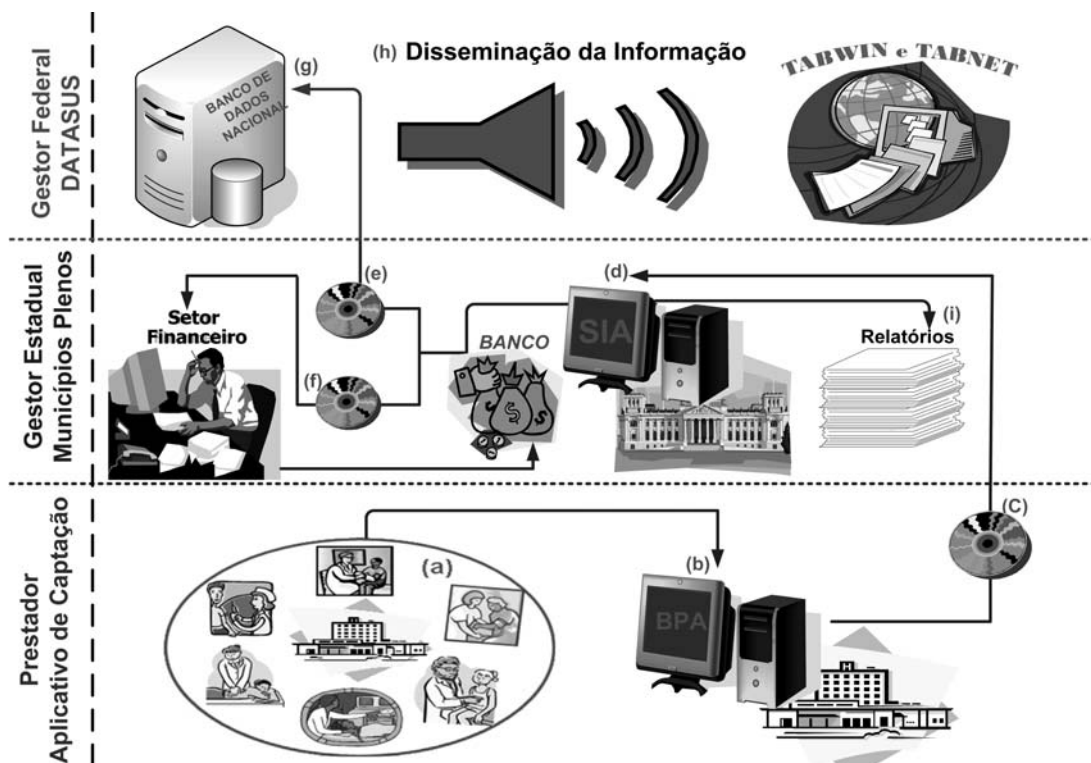 Gestor Federal
DATASUS
(g)
BANCO DE
DADOS
NACIONAL
(h) Disseminação da Informação
TABWIN e TABNET
Gestor Estadual
Municípios Plenos
Setor
Financeiro
(e)
(f)
BANCO
(d)
SIA
(i)
Relatórios
Prestador
Aplicativo de Captação
(a)
(b)
BPA
(C)
H